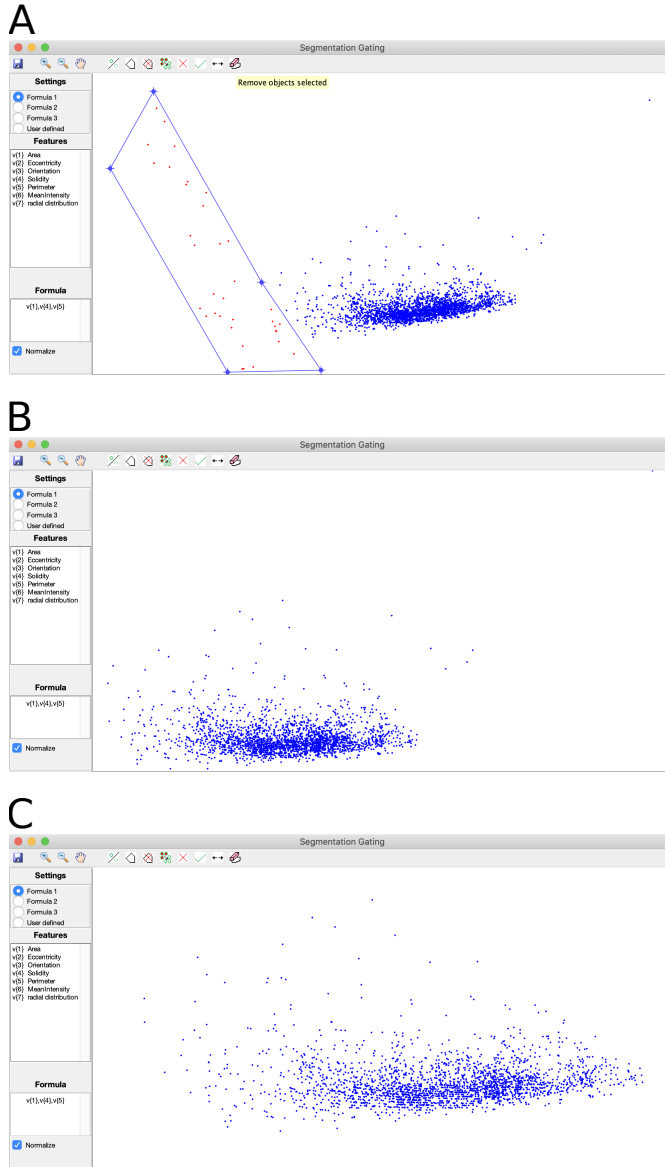 A
Segmentation Gating
Remove objects selected
Settings
Formula 1
Formula 2
Formula 3
User defined
Features
v{1} Area
v{2} Eccentricity
v{3} Orientation
v{4} Solidity
v{5} Perimeter
v{6} MeanIntensity
v{7} radial distribution
Formula
v{1},v{4},v{5}
Normalize
B
Segmentation Gating
Settings
Formula 1
Formula 2
Formula 3
User defined
Features
v{1} Area
v{2} Eccentricity
v{3} Orientation
v{4} Solidity
v{5} Perimeter
v{6} MeanIntensity
v{7} radial distribution
Formula
v{1},v{4},v{5}
Normalize
C
Segmentation Gating
Settings
Formula 1
Formula 2
Formula 3
User defined
Features
v{1} Area
v{2} Eccentricity
v{3} Orientation
v{4} Solidity
v{5} Perimeter
v{6} MeanIntensity
v{7} radial distribution
Formula
v{1},v{4},v{5}
Normalize